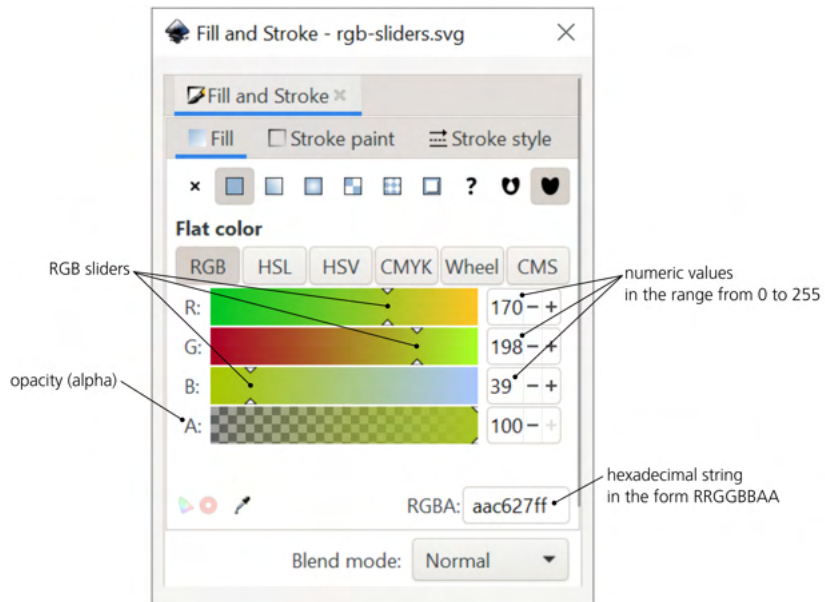 Fill and Stroke - rgb-sliders.svg
Fill and Stroke
Fill Stroke paint Stroke style
?
Flat color
RGB HSL HSV CMYK Wheel CMS
RGB sliders
numeric values
in the range from 0 to 255
R: 170 − +
G: 198 − +
opacity (alpha)
B: 39 − +
A: 100 − +
hexadecimal string
in the form RRGGBBAA
RGBA: aac627ff
Blend mode: Normal